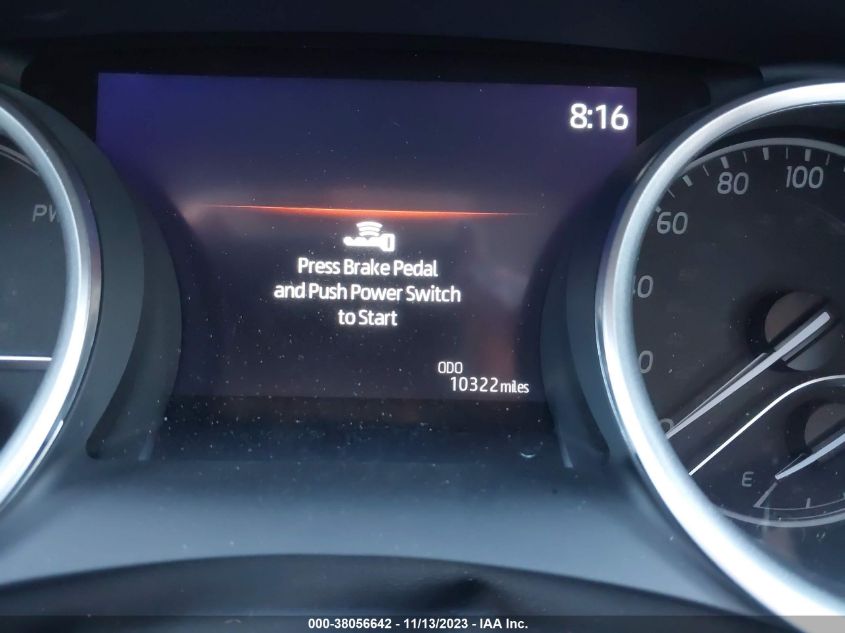 8:16
PW
80
100
60
Press Brake Pedal
and Push Power Switch
to Start
ODO
10322 miles
E
000-38056642 - 11/13/2023 - IAA Inc.